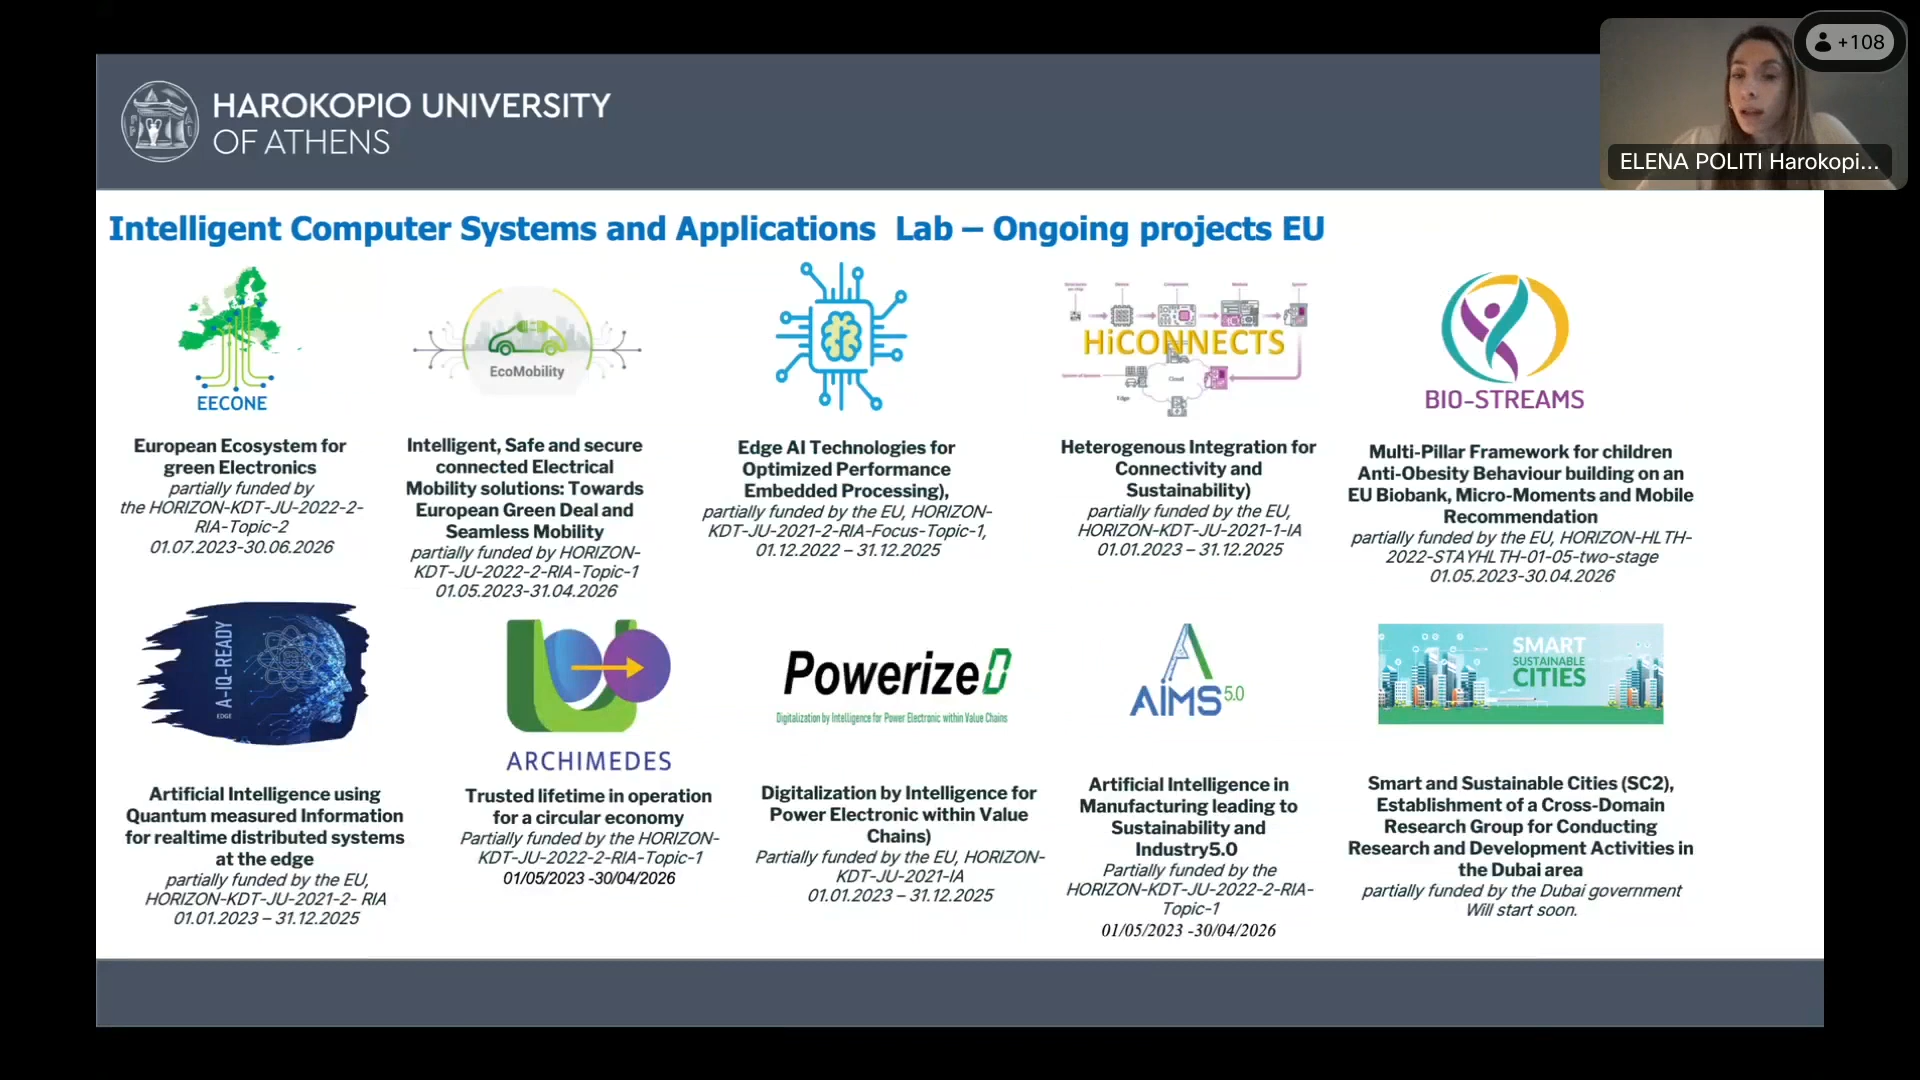 HAROKOPIO UNIVERSITY
OF ATHENS
+108
ELENA POLITI Harokopi...
Intelligent Computer Systems and Applications Lab – Ongoing projects EU
EECONE
European Ecosystem for
green Electronics
partially funded by
the HORIZON-KDT-JU-2022-2-
RIA-Topic-2
01.07.2023-30.06.2026
EcoMobility
Intelligent, Safe and secure
connected Electrical
Mobility solutions: Towards
European Green Deal and
Seamless Mobility
partially funded by HORIZON-
KDT-JU-2022-2-RIA-Topic-1
01.05.2023-31.04.2026
Edge AI Technologies for
Optimized Performance
Embedded Processing),
partially funded by the EU, HORIZON-
KDT-JU-2021-2-RIA-Focus-Topic-1,
01.12.2022 – 31.12.2025
HiCONNECTS
Cloud
Edge
Heterogenous Integration for
Connectivity and
Sustainability)
partially funded by the EU,
HORIZON-KDT-JU-2021-1-IA
01.01.2023 – 31.12.2025
BIO-STREAMS
Multi-Pillar Framework for children
Anti-Obesity Behaviour building on an
EU Biobank, Micro-Moments and Mobile
Recommendation
partially funded by the EU, HORIZON-HLTH-
2022-STAYHLTH-01-05-two-stage
01.05.2023-30.04.2026
A-IQ-READY
EDGE
Artificial Intelligence using
Quantum measured Information
for realtime distributed systems
at the edge
partially funded by the EU,
HORIZON-KDT-JU-2021-2- RIA
01.01.2023 – 31.12.2025
ARCHIMEDES
Trusted lifetime in operation
for a circular economy
Partially funded by the HORIZON-
KDT-JU-2022-2-RIA-Topic-1
01/05/2023 -30/04/2026
PowerizeD
Digitalization by Intelligence for Power Electronic within Value Chains
Digitalization by Intelligence for
Power Electronic within Value
Chains)
Partially funded by the EU, HORIZON-
KDT-JU-2021-IA
01.01.2023 – 31.12.2025
AIMS5.0
Artificial Intelligence in
Manufacturing leading to
Sustainability and
Industry5.0
Partially funded by the
HORIZON-KDT-JU-2022-2-RIA-
Topic-1
01/05/2023 -30/04/2026
SMART
SUSTAINABLE
CITIES
Smart and Sustainable Cities (SC2),
Establishment of a Cross-Domain
Research Group for Conducting
Research and Development Activities in
the Dubai area
partially funded by the Dubai government
Will start soon.